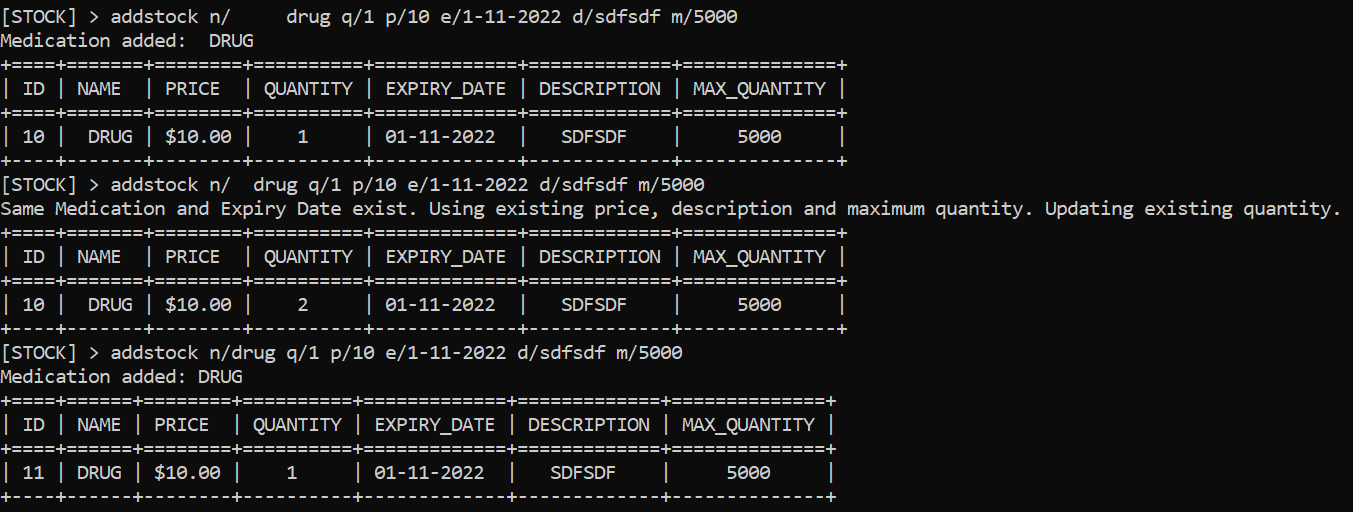 [STOCK] > addstock n/     drug q/1 p/10 e/1-11-2022 d/sdfsdf m/5000
Medication added:  DRUG
+====+=======+========+==========+=============+=============+==============+
| ID | NAME  | PRICE  | QUANTITY | EXPIRY_DATE | DESCRIPTION | MAX_QUANTITY |
+====+=======+========+==========+=============+=============+==============+
| 10 |  DRUG | $10.00 |    1     | 01-11-2022  |   SDFSDF    |     5000     |
+----+-------+--------+----------+-------------+-------------+--------------+
[STOCK] > addstock n/  drug q/1 p/10 e/1-11-2022 d/sdfsdf m/5000
Same Medication and Expiry Date exist. Using existing price, description and maximum quantity. Updating existing quantity.
+====+=======+========+==========+=============+=============+==============+
| ID | NAME  | PRICE  | QUANTITY | EXPIRY_DATE | DESCRIPTION | MAX_QUANTITY |
+====+=======+========+==========+=============+=============+==============+
| 10 |  DRUG | $10.00 |    2     | 01-11-2022  |   SDFSDF    |     5000     |
+----+-------+--------+----------+-------------+-------------+--------------+
[STOCK] > addstock n/drug q/1 p/10 e/1-11-2022 d/sdfsdf m/5000
Medication added: DRUG
+====+======+========+==========+=============+=============+==============+
| ID | NAME | PRICE  | QUANTITY | EXPIRY_DATE | DESCRIPTION | MAX_QUANTITY |
+====+======+========+==========+=============+=============+==============+
| 11 | DRUG | $10.00 |    1     | 01-11-2022  |   SDFSDF    |     5000     |
+----+------+--------+----------+-------------+-------------+--------------+